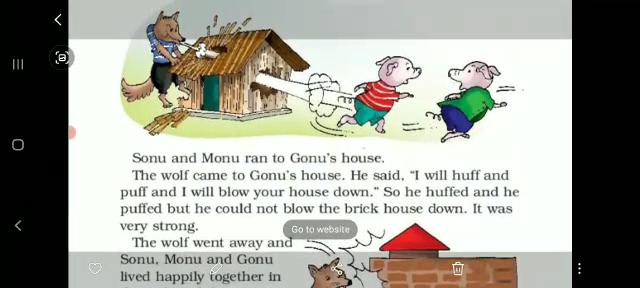 Sonu and Monu ran to Gonu's house.
The wolf came to Gonu's house. He said, "I will huff and
puff and I will blow your house down." So he huffed and he
puffed but he could not blow the brick house down. It was
very strong.
Go to website
The wolf went away and
Sonu, Monu and Gonu
lived happily together in